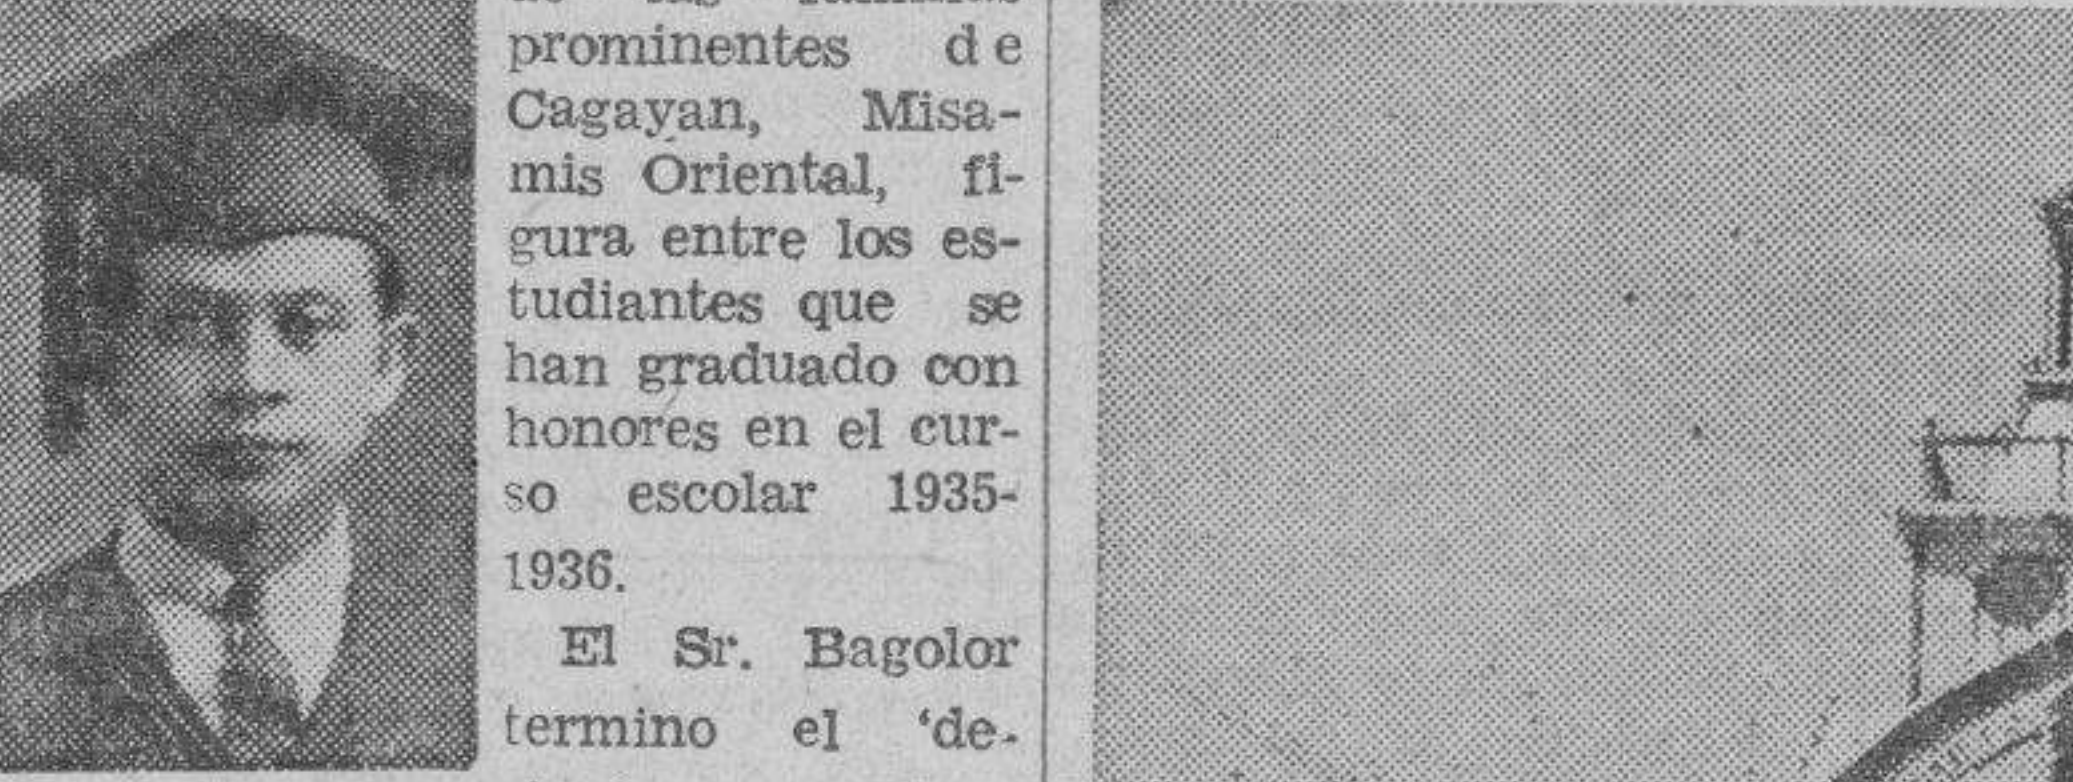 prominentes de
Cagayan, Misa-
mis Oriental, fi-
gura entre los es-
tudiantes que se
han graduado con
honores en el cur-
so escolar 1935-
1936.
El Sr. Bagolor
termino el ‘de-